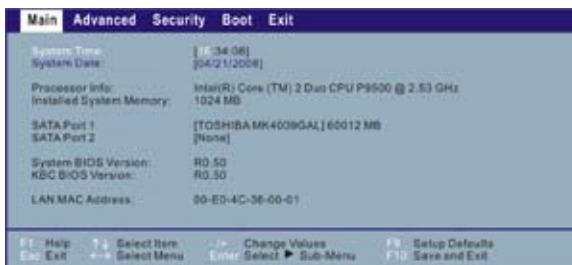 Main Advanced Security Boot Exit
System Time: [16:34:08]
System Date: [04/21/2008]
Processor Info: Intel(R) Core (TM) 2 Duo CPU P9500 @ 2.53 GHz
Installed System Memory: 1024 MB
SATA Port 1 [TOSHIBA MK4009GAL] 60012 MB
SATA Port 2 [None]
System BIOS Version: R0.50
KBC BIOS Version: R0.50
LAN MAC Address: 00-E0-4C-36-00-01
F1 Help ↑↓ Select Item -/+ Change Values F9 Setup Defaults
Esc Exit ←→ Select Menu Enter Select ▶ Sub-Menu F10 Save and Exit